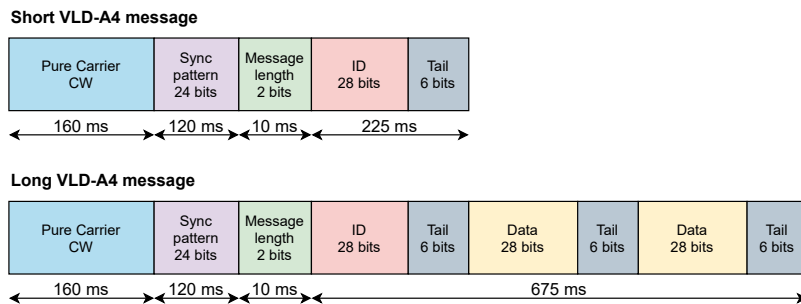 Short VLD-A4 message
Pure Carrier
CW
Sync
pattern
24 bits
Message
length
2 bits
ID
28 bits
Tail
6 bits
160 ms
120 ms
10 ms
225 ms
Long VLD-A4 message
Pure Carrier
CW
Sync
pattern
24 bits
Message
length
2 bits
ID
28 bits
Tail
6 bits
Data
28 bits
Tail
6 bits
Data
28 bits
Tail
6 bits
160 ms
120 ms
10 ms
675 ms